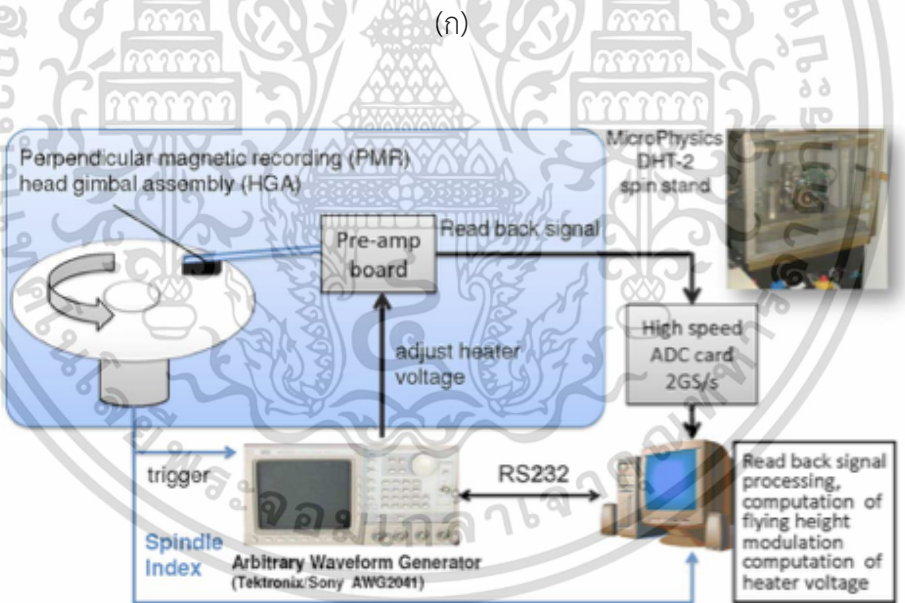 (ก)
Perpendicular magnetic recording (PMR)
head gimbal assembly (HGA)
MicroPhysics
DHT-2
spin stand
Pre-amp
board
Read back signal
High speed
ADC card
2GS/s
adjust heater
voltage
trigger
RS232
Spindle
Index
Arbitrary Waveform Generator
(Tektronix/Sony AWG2041)
Read back signal
processing,
computation of
flying height
modulation
computation of
heater voltage